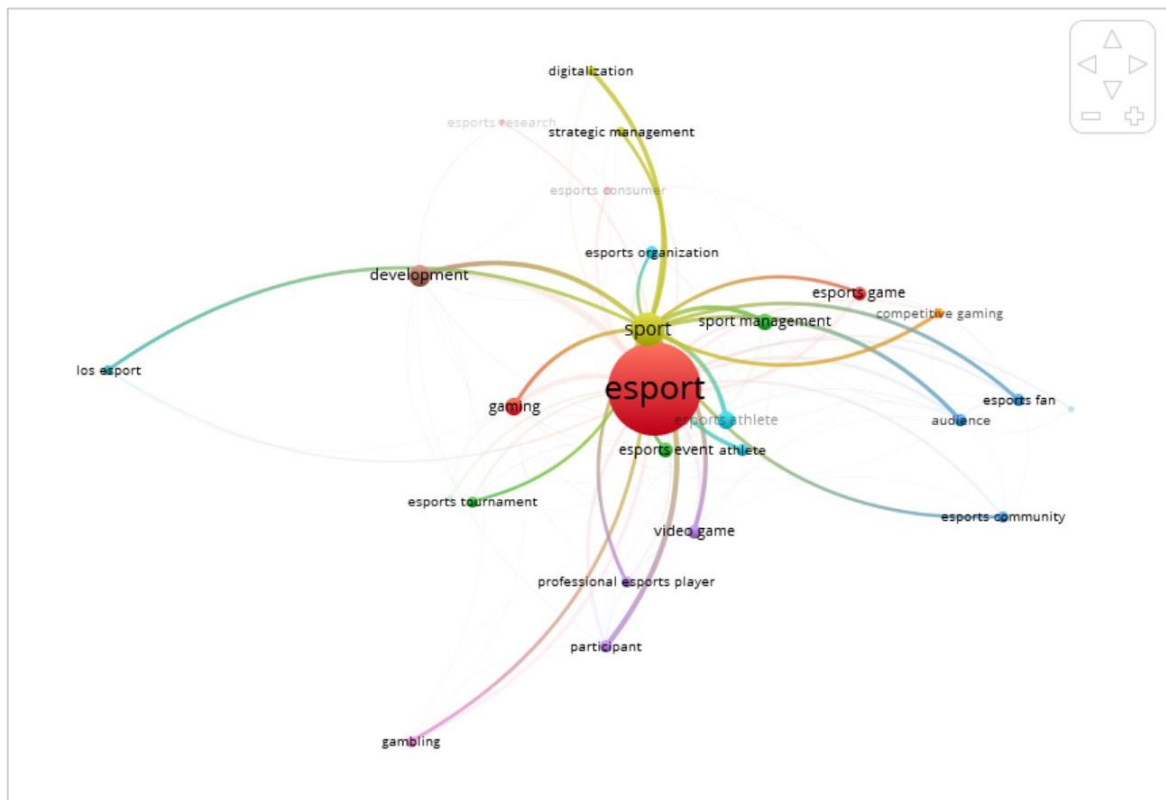 digitalization
esports research
strategic management
esports consumer
esports organization
development
esports game
competitive gaming
sport management
sport
los esport
esport
esports fan
gaming
esports athlete
audience
esports event
athlete
esports tournament
esports community
video game
professional esports player
participant
gambling